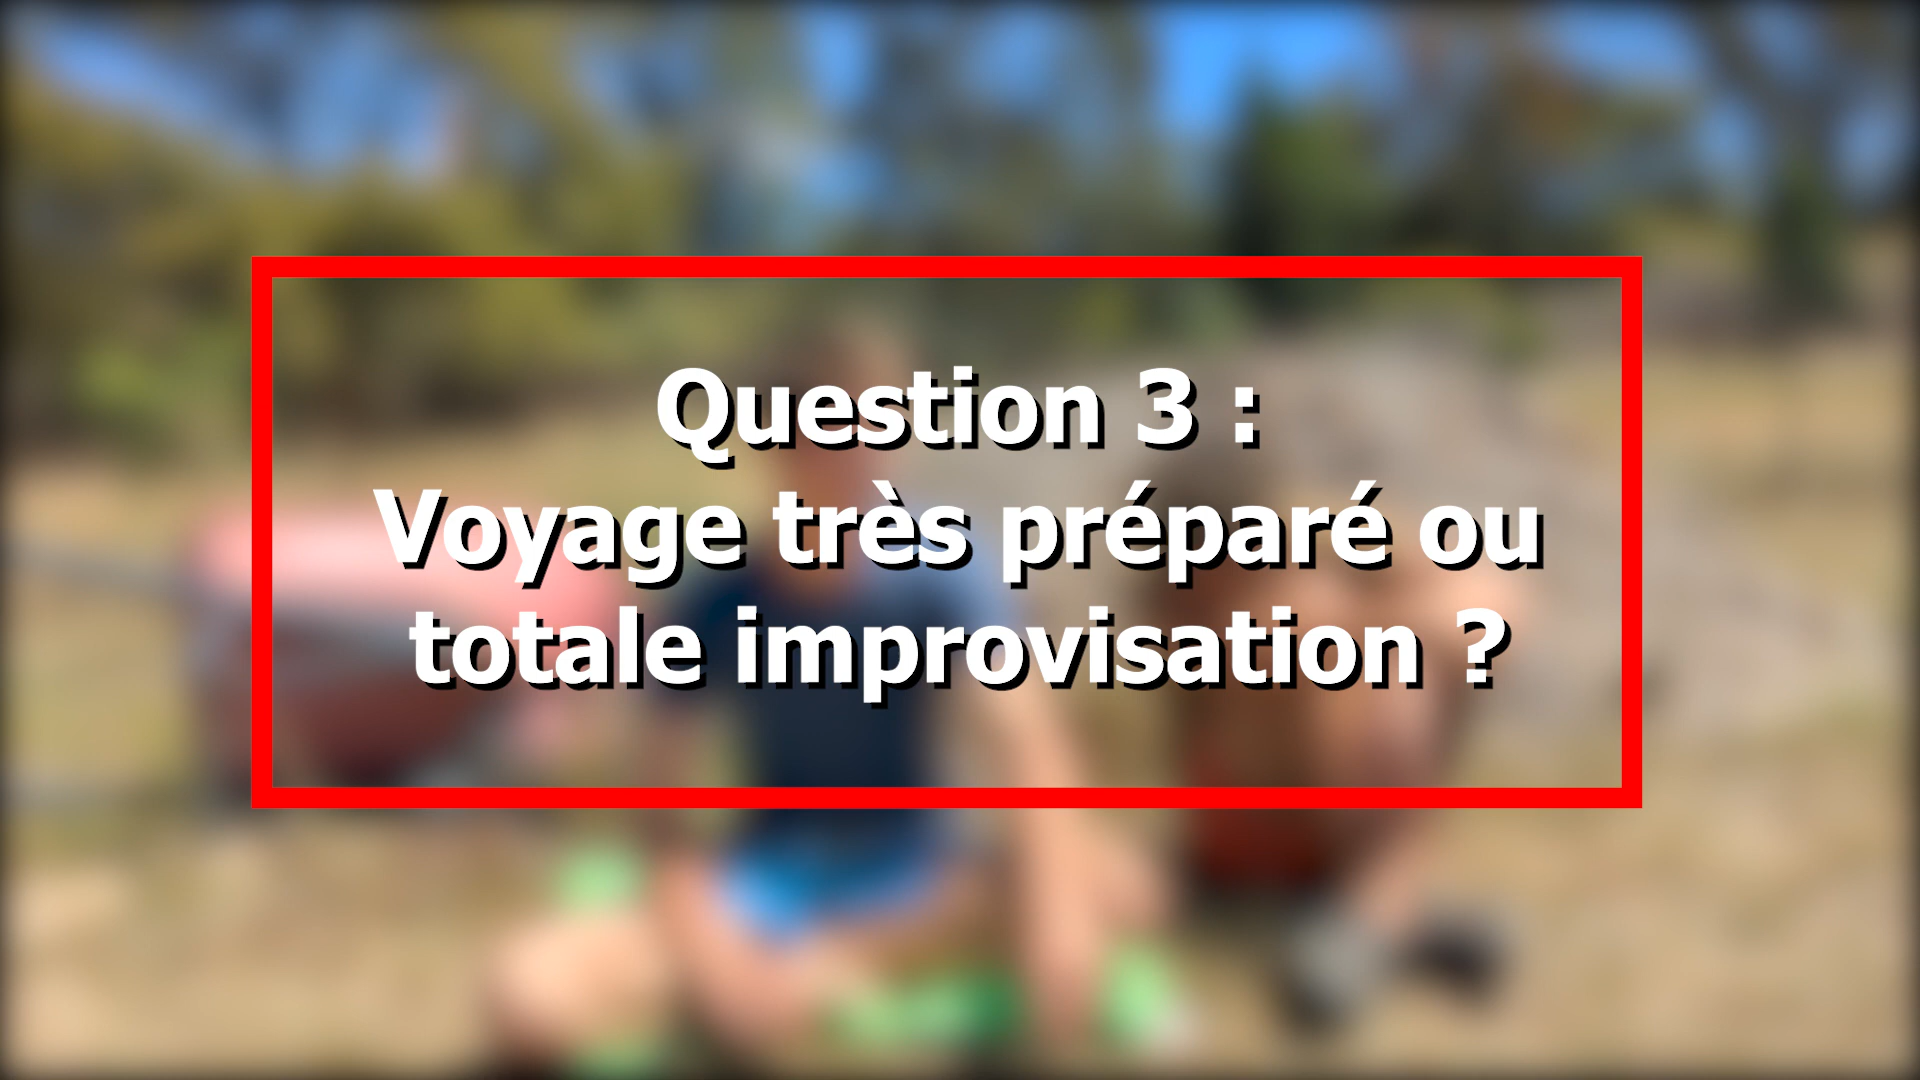 Question 3 :
Voyage très préparé ou
totale improvisation ?